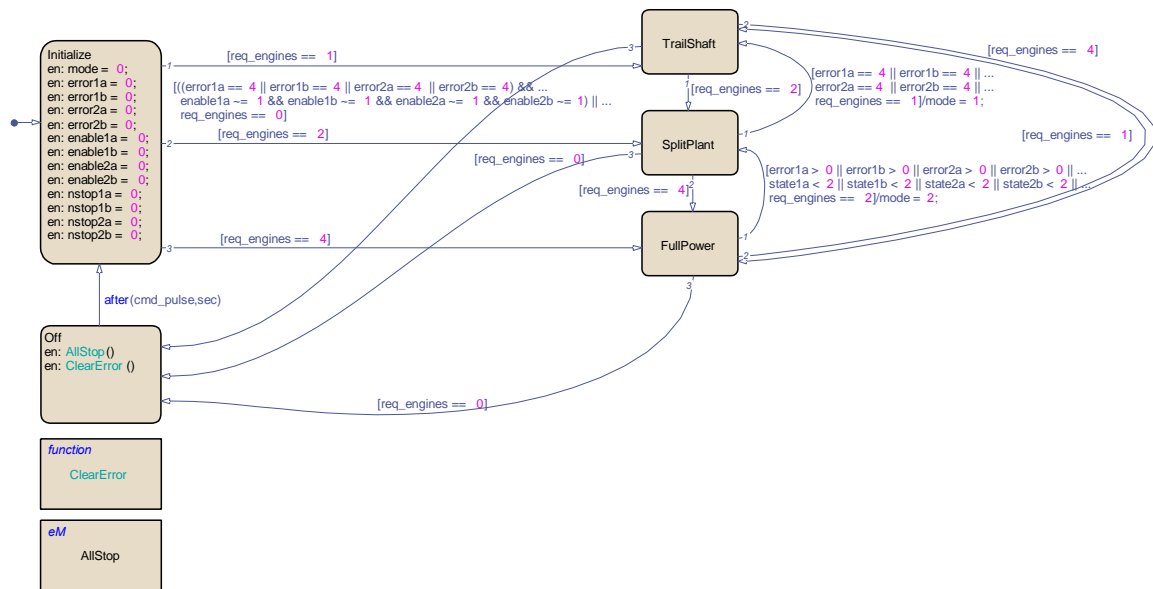 Initialize
en: mode = 0;
en: error1a = 0;
en: error1b = 0;
en: error2a = 0;
en: error2b = 0;
en: enable1a = 0;
en: enable1b = 0;
en: enable2a = 0;
en: enable2b = 0;
en: nstop1a = 0;
en: nstop1b = 0;
en: nstop2a = 0;
en: nstop2b = 0;
1
[req_engines == 1]
[((error1a == 4 || error1b == 4 || error2a == 4 || error2b == 4) && ...
enable1a ~= 1 && enable1b ~= 1 && enable2a ~= 1 && enable2b ~= 1) || ...
req_engines == 0]
2
[req_engines == 2]
3
[req_engines == 4]
TrailShaft
1
2
3
[req_engines == 2]
[error1a == 4 || error1b == 4 || ...
error2a == 4 || error2b == 4 || ...
req_engines == 1]/mode = 1;
[req_engines == 4]
[req_engines == 1]
SplitPlant
1
2
3
[req_engines == 0]
[req_engines == 4]
[error1a > 0 || error1b > 0 || error2a > 0 || error2b > 0 || ...
state1a < 2 || state1b < 2 || state2a < 2 || state2b < 2 || ...
req_engines == 2]/mode = 2;
FullPower
1
2
3
[req_engines == 0]
after(cmd_pulse,sec)
Off
en: AllStop()
en: ClearError ()
function
ClearError
eM
AllStop